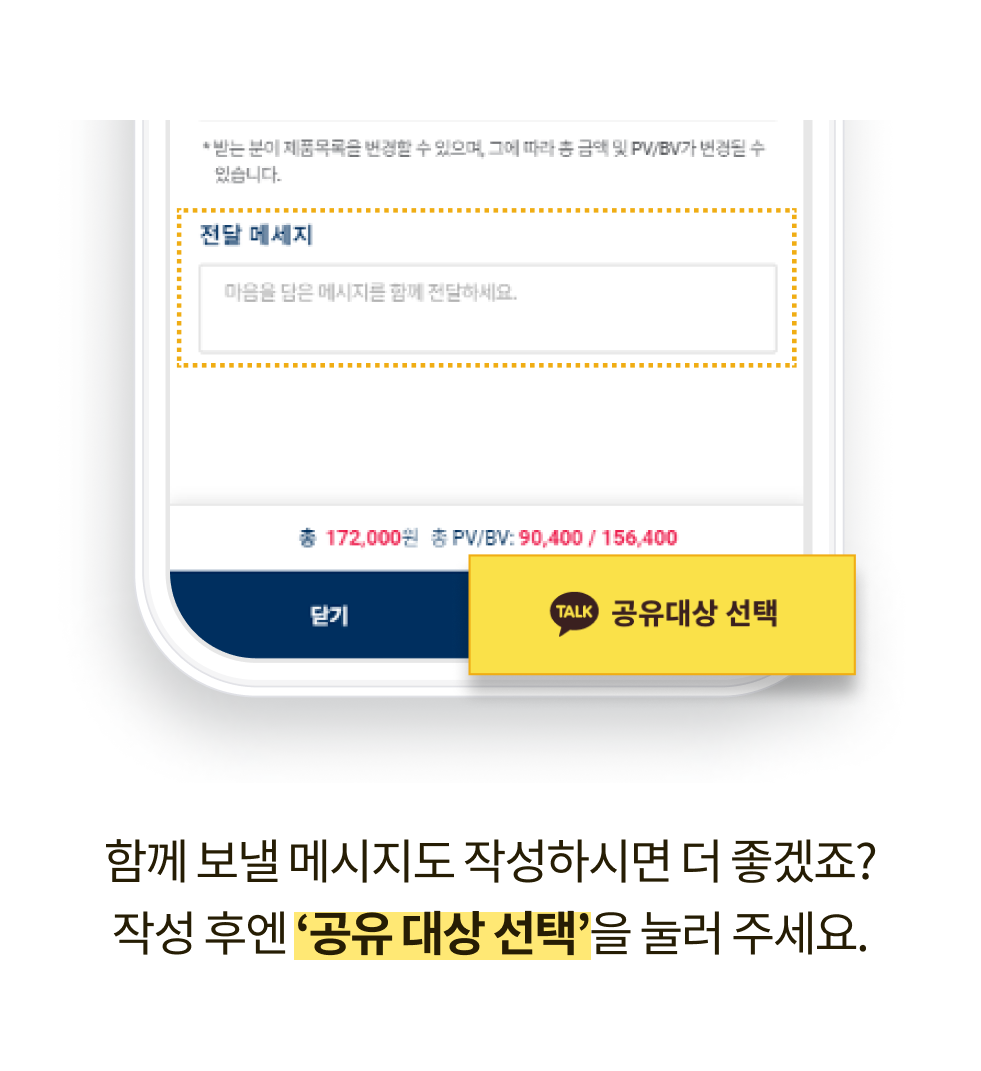 * 받는 분이 제품목록을 변경할 수 있으며, 그에 따라 총 금액 및 PV/BV가 변경될 수
있습니다.
전달 메세지
마음을 담은 메시지를 함께 전달하세요.
총 172,000원 총 PV/BV: 90,400 / 156,400
닫기
TALK 공유대상 선택
함께 보낼 메시지도 작성하시면 더 좋겠죠?
작성 후엔 ‘공유 대상 선택’을 눌러 주세요.